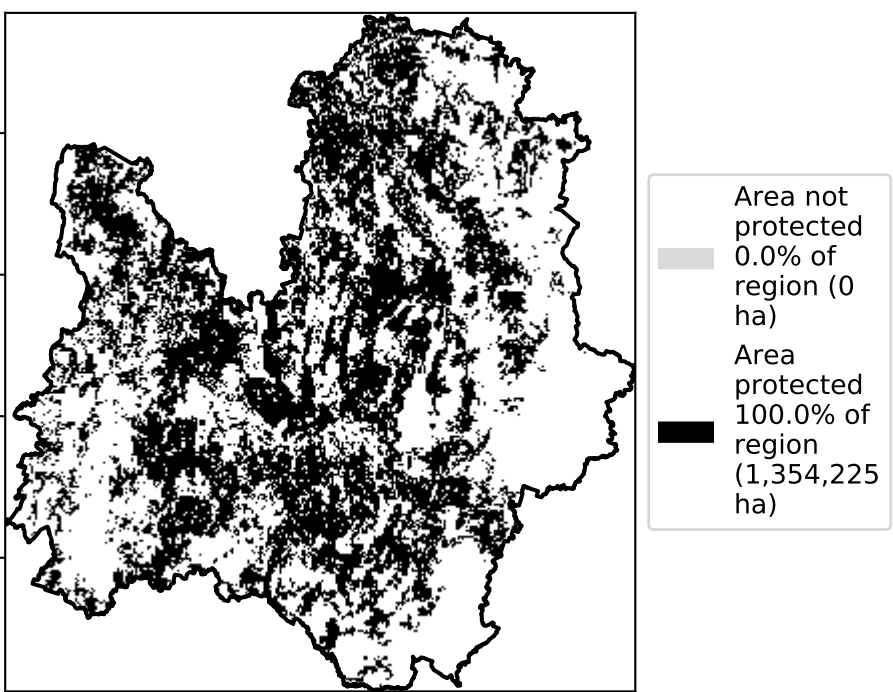 Area not
protected
0.0% of
region (0
ha)
Area
protected
100.0% of
region
(1,354,225
ha)